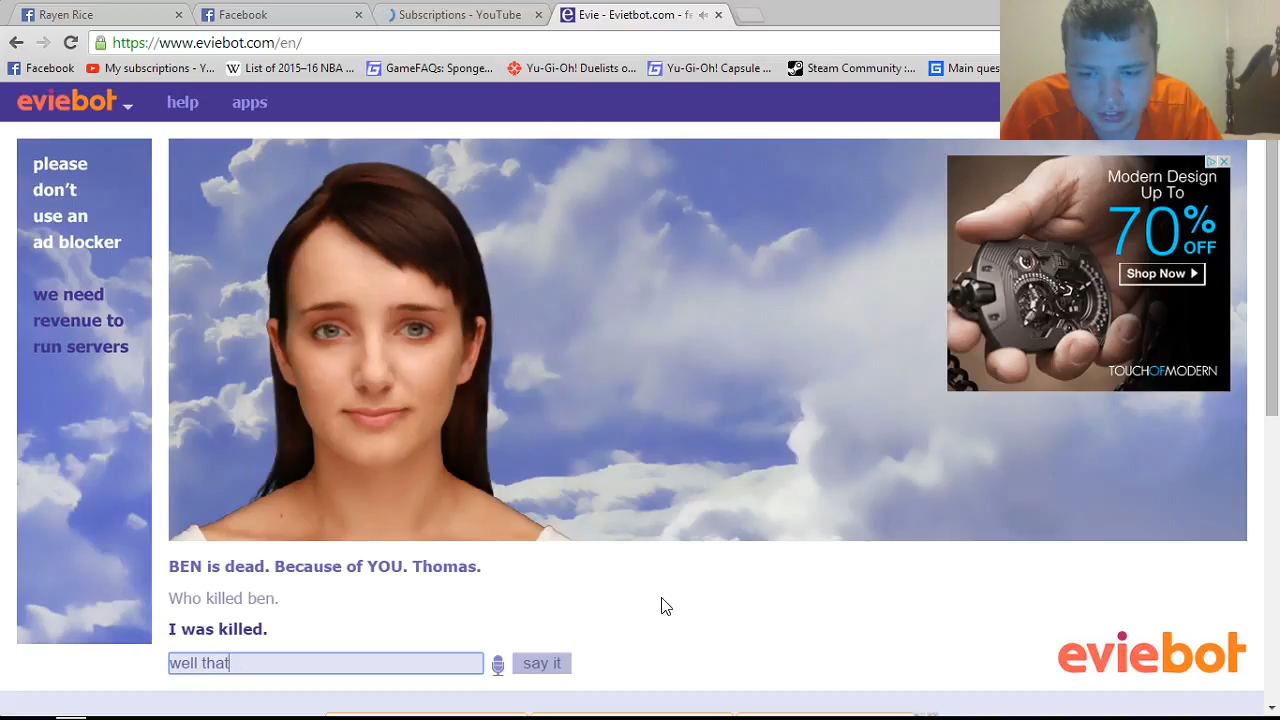 Rayen Rice
Facebook
Subscriptions - YouTube
Evie - Eviebot.com - f
https://www.eviebot.com/en/
Facebook
My subscriptions - Y...
List of 2015–16 NBA ...
GameFAQs: Sponge...
Yu-Gi-Oh! Duelists o...
Yu-Gi-Oh! Capsule ...
Steam Community :...
Main ques
eviebot
help
apps
please
don't
use an
ad blocker
we need
revenue to
run servers
Modern Design
Up To
70% OFF
Shop Now
TOUCHOFMODERN
BEN is dead. Because of YOU. Thomas.
Who killed ben.
I was killed.
well that
say it
eviebot